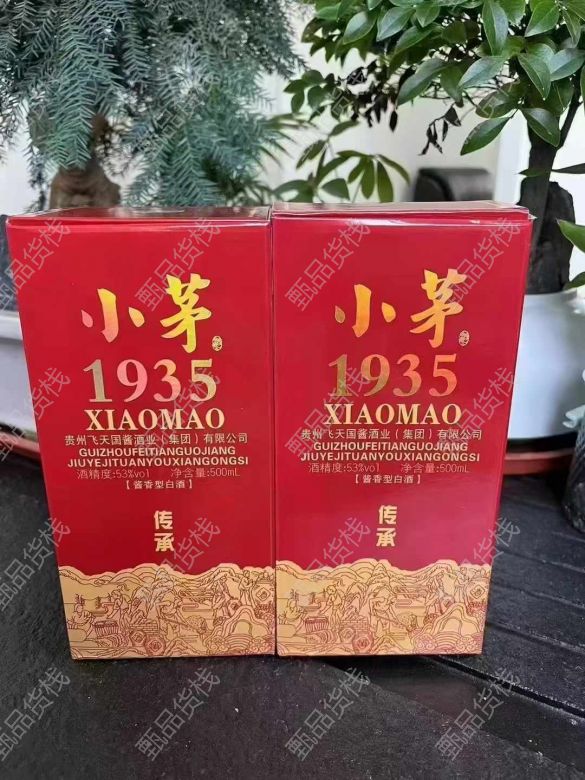 小茅
1935
XIAOMAO
贵州飞天国酱酒业（集团）有限公司
GUIZHOUFEITIANGUOJIANG
JIUYEJITUANYOUXIANGONGSI
酒精度:53%vol 净含量:500mL
【酱香型白酒】
传承
小茅
1935
XIAOMAO
贵州飞天国酱酒业（集团）有限公司
GUIZHOUFEITIANGUOJIANG
JIUYEJITUANYOUXIANGONGSI
酒精度:53%vol 净含量:500mL
【酱香型白酒】
传承
甄品货栈